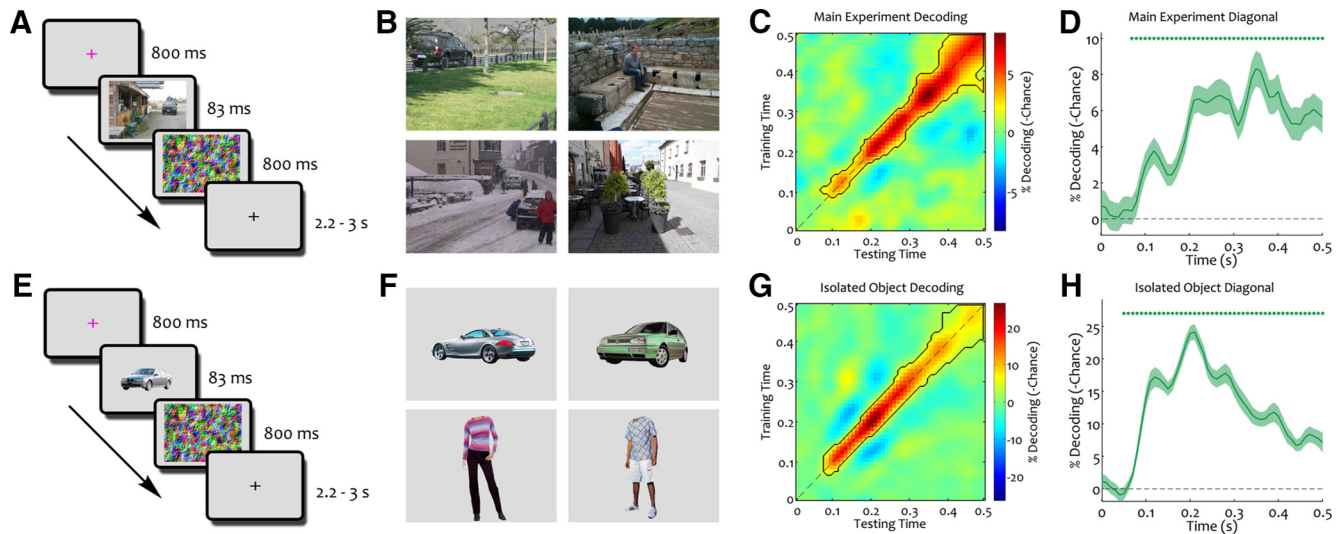 A
800 ms
83 ms
800 ms
2.2 - 3 s
B
C
Main Experiment Decoding
Training Time
0.5
0.4
0.3
0.2
0.1
0
0 0.1 0.2 0.3 0.4 0.5
Testing Time
5
0
-5
% Decoding (-Chance)
D
Main Experiment Diagonal
% Decoding (-Chance)
10
8
6
4
2
0
0 0.1 0.2 0.3 0.4 0.5
Time (s)
E
800 ms
83 ms
800 ms
2.2 - 3 s
F
G
Isolated Object Decoding
Training Time
0.5
0.4
0.3
0.2
0.1
0
0 0.1 0.2 0.3 0.4 0.5
Testing Time
20
10
0
-10
-20
% Decoding (-Chance)
H
Isolated Object Diagonal
% Decoding (-Chance)
25
20
15
10
5
0
0 0.1 0.2 0.3 0.4 0.5
Time (s)